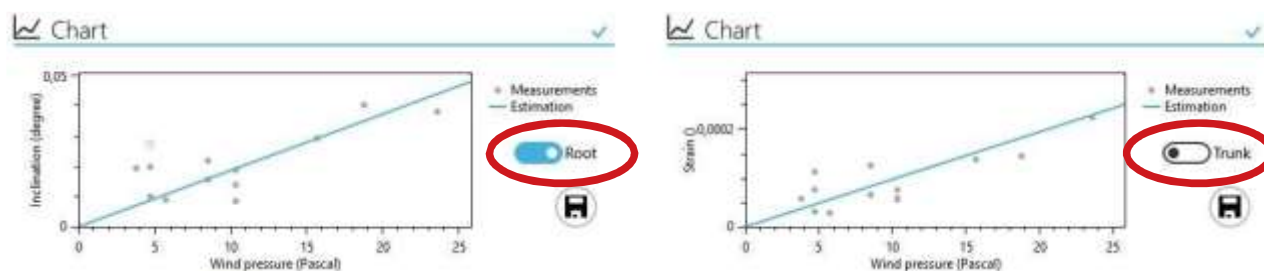 Chart
0,05
Inclination (degree)
0
0 5 10 15 20 25
Wind pressure (Pascal)
Measurements
Estimation
Root
Chart
0,0002
Strain ()
0
0 5 10 15 20 25
Wind pressure (Pascal)
Measurements
Estimation
Trunk